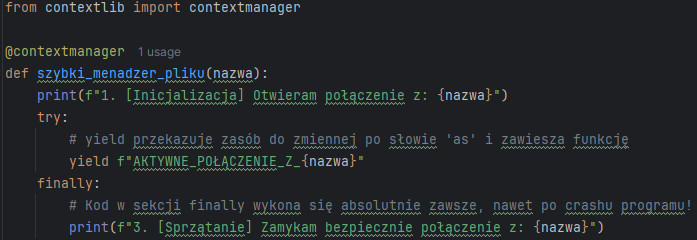 from contextlib import contextmanager
@contextmanager 1 usage
def szybki_menadzer_pliku(nazwa):
print(f"1. [Inicjalizacja] Otwieram połączenie z: {nazwa}")
try:
# yield przekazuje zasób do zmiennej po słowie 'as' i zawiesza funkcję
yield f"AKTYWNE_POŁĄCZENIE_Z_{nazwa}"
finally:
# Kod w sekcji finally wykona się absolutnie zawsze, nawet po crashu programu!
print(f"3. [Sprzątanie] Zamykam bezpiecznie połączenie z: {nazwa}")